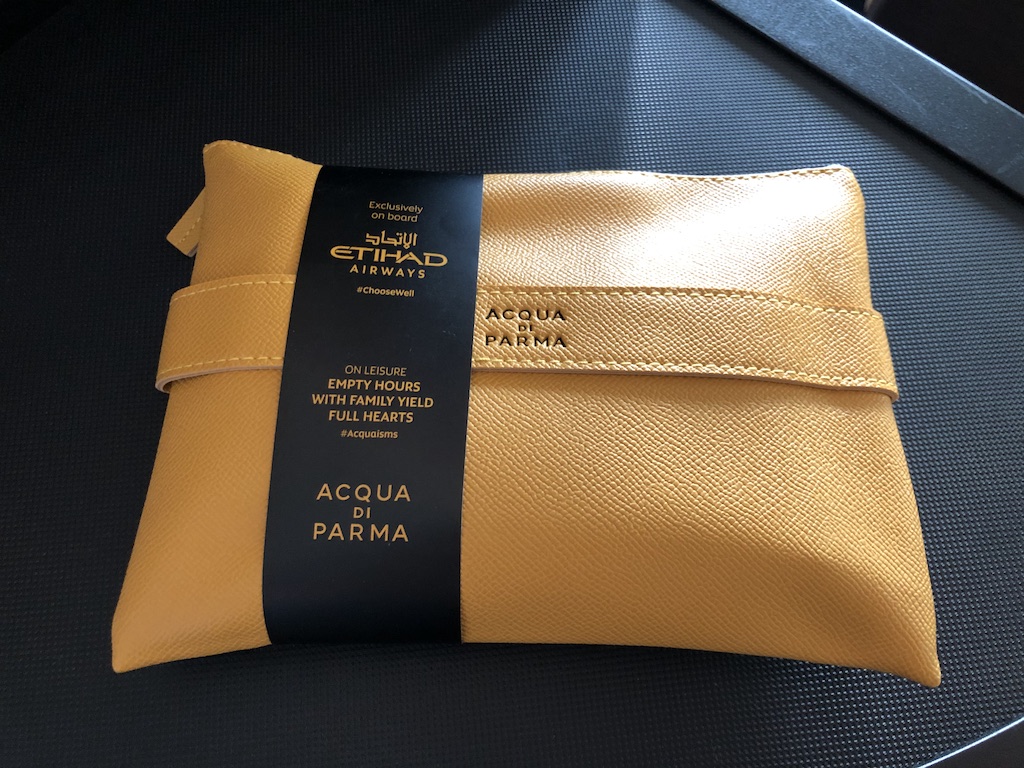 Exclusively
on board
الإتحاد
ETIHAD
AIRWAYS
#ChooseWell
ON LEISURE
EMPTY HOURS
WITH FAMILY YIELD
FULL HEARTS
#Acquaisms
ACQUA
DI
PARMA
ACQUA
DI
PARMA